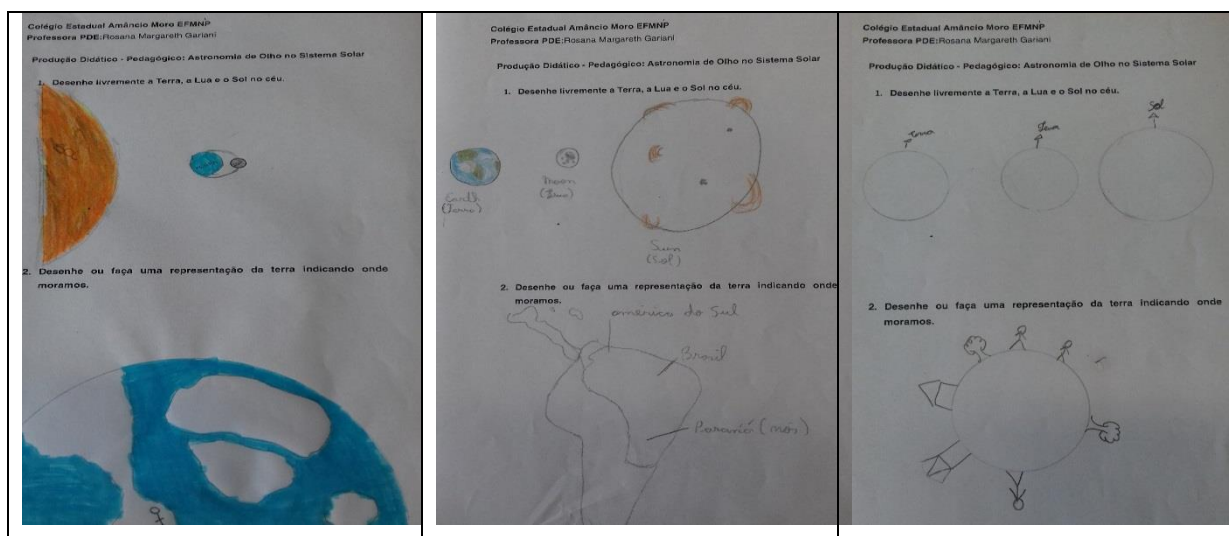 Colégio Estadual Amâncio Moro EFMNP
Professora PDE:Rosana Margareth Gariani
Produção Didático - Pedagógico: Astronomia de Olho no Sistema Solar
1. Desenhe livremente a Terra, a Lua e o Sol no céu.
2. Desenhe ou faça uma representação da terra indicando onde
moramos.
Colégio Estadual Amâncio Moro EFMNP
Professora PDE:Rosana Margareth Gariani
Produção Didático - Pedagógico: Astronomia de Olho no Sistema Solar
1. Desenhe livremente a Terra, a Lua e o Sol no céu.
Earth
(Terra)
Moon
(Lua)
Sun
(Sol)
2. Desenhe ou faça uma representação da terra indicando onde
moramos.
américa do Sul
Brasil
Paraná (nós)
Colégio Estadual Amâncio Moro EFMNP
Professora PDE:Rosana Margareth Gariani
Produção Didático - Pedagógico: Astronomia de Olho no Sistema Solar
1. Desenhe livremente a Terra, a Lua e o Sol no céu.
Sol
2. Desenhe ou faça uma representação da terra indicando onde
moramos.